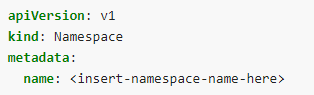 apiVersion: v1
kind: Namespace
metadata:
  name: <insert-namespace-name-here>